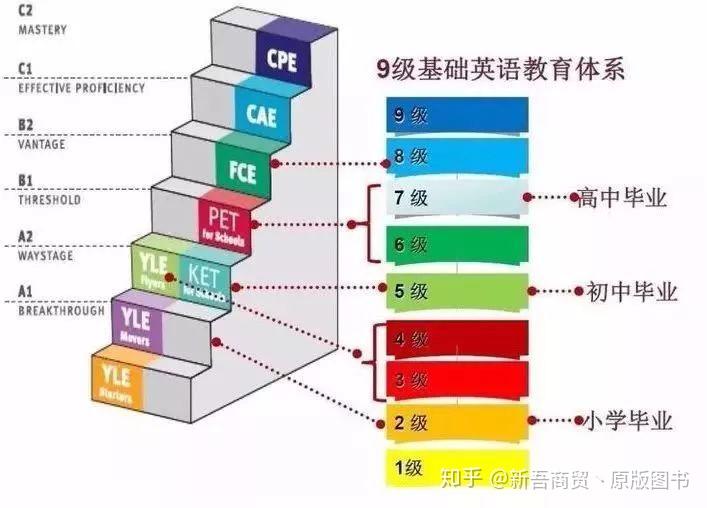 C2
MASTERY
C1
EFFECTIVE PROFICIENCY
B2
VANTAGE
B1
THRESHOLD
A2
WAYSTAGE
A1
BREAKTHROUGH
CPE
CAE
FCE
PET
for Schools
YLE
Flyers
KET
for Schools
YLE
Movers
YLE
Starters
9级基础英语教育体系
9 级
8 级
7 级
高中毕业
6 级
5 级
初中毕业
4 级
3 级
2 级
小学毕业
1级
知乎 @新吾商贸丶原版图书